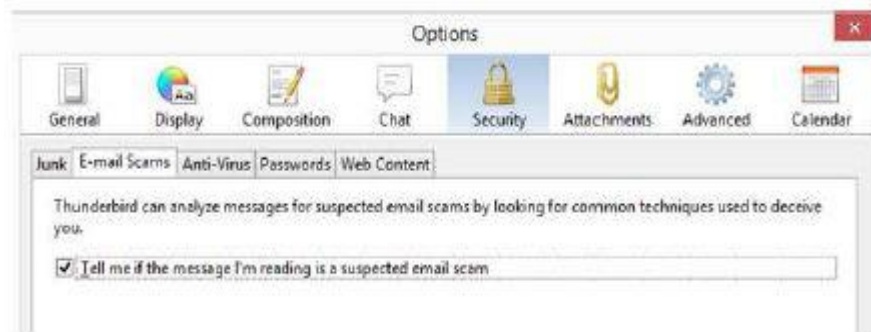 Options
General Display Composition Chat Security Attachments Advanced Calendar
Junk E-mail Scams Anti-Virus Passwords Web Content
Thunderbird can analyze messages for suspected email scams by looking for common techniques used to deceive
you.
Tell me if the message I'm reading is a suspected email scam